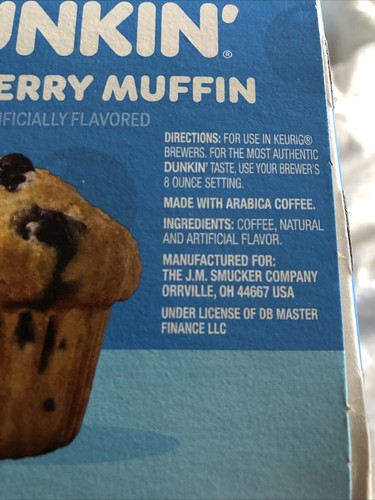 UNKIN'®
ERRY MUFFIN
IFICIALLY FLAVORED
DIRECTIONS: FOR USE IN KEURIG®
BREWERS. FOR THE MOST AUTHENTIC
DUNKIN' TASTE, USE YOUR BREWER'S
8 OUNCE SETTING.
MADE WITH ARABICA COFFEE.
INGREDIENTS: COFFEE, NATURAL
AND ARTIFICIAL FLAVOR.
MANUFACTURED FOR:
THE J.M. SMUCKER COMPANY
ORRVILLE, OH 44667 USA
UNDER LICENSE OF DB MASTER
FINANCE LLC